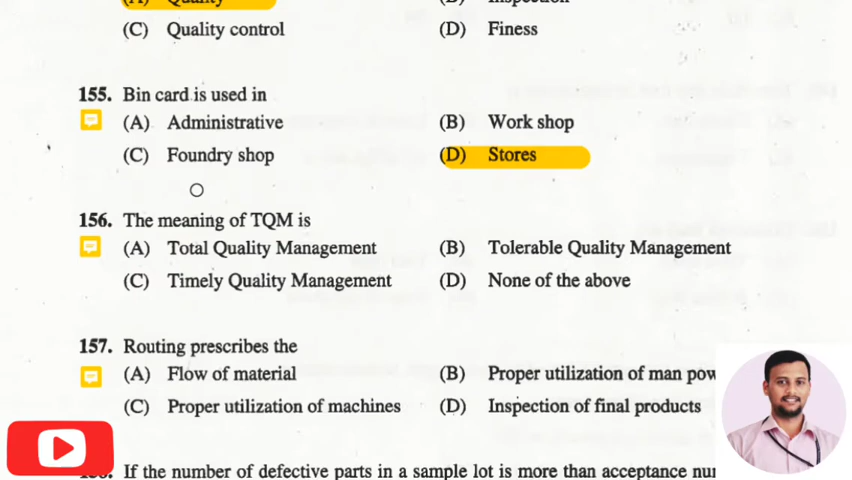 (A) Quality
(B) Inspection
(C) Quality control
(D) Finess
155. Bin card is used in
(A) Administrative
(B) Work shop
(C) Foundry shop
(D) Stores
156. The meaning of TQM is
(A) Total Quality Management
(B) Tolerable Quality Management
(C) Timely Quality Management
(D) None of the above
157. Routing prescribes the
(A) Flow of material
(B) Proper utilization of man pow
(C) Proper utilization of machines
(D) Inspection of final products
If the number of defective parts in a sample lot is more than acceptance nu